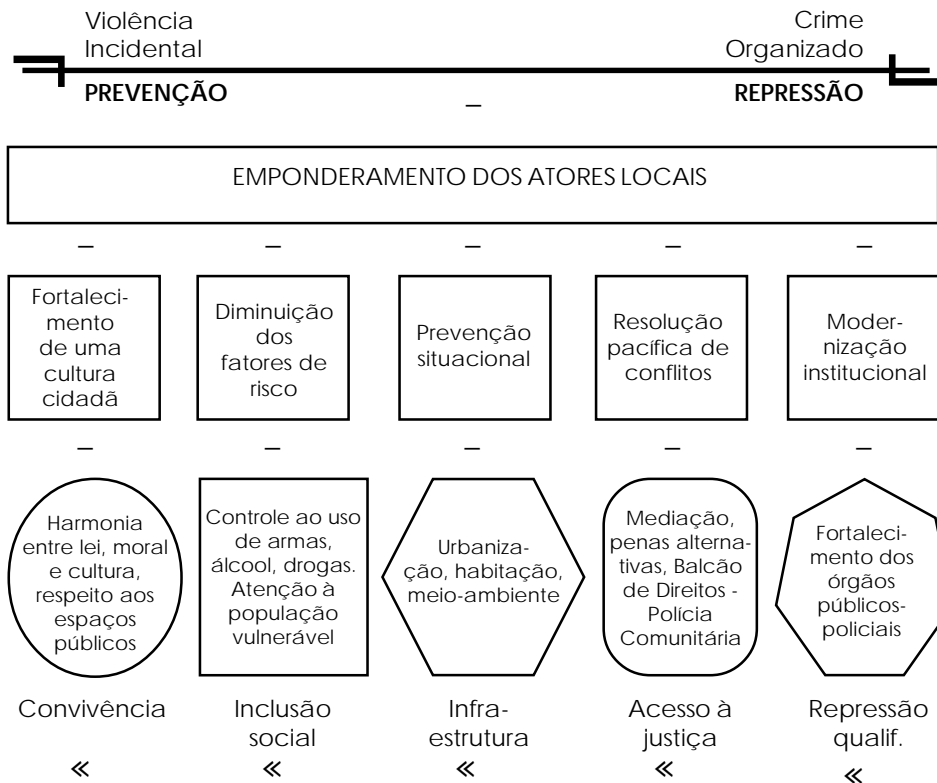 Violência
Incidental
Crime
Organizado
PREVENÇÃO
–
REPRESSÃO
EMPONDERAMENTO DOS ATORES LOCAIS
– – – – –
Fortaleci-
mento
de uma
cultura
cidadã
Diminuição
dos
fatores de
risco
Prevenção
situacional
Resolução
pacífica de
conflitos
Moder-
nização
institucional
– – – – –
Harmonia
entre lei, moral
e cultura,
respeito aos
espaços
públicos
Controle ao uso
de armas,
álcool, drogas.
Atenção à
população
vulnerável
Urbaniza-
ção, habitação,
meio-ambiente
Mediação,
penas alterna-
tivas, Balcão
de Direitos -
Polícia
Comunitária
Fortaleci-
mento dos
órgãos
públicos-
policiais
Convivência
Inclusão
social
Infra-
estrutura
Acesso à
justiça
Repressão
qualif.
« « « « «